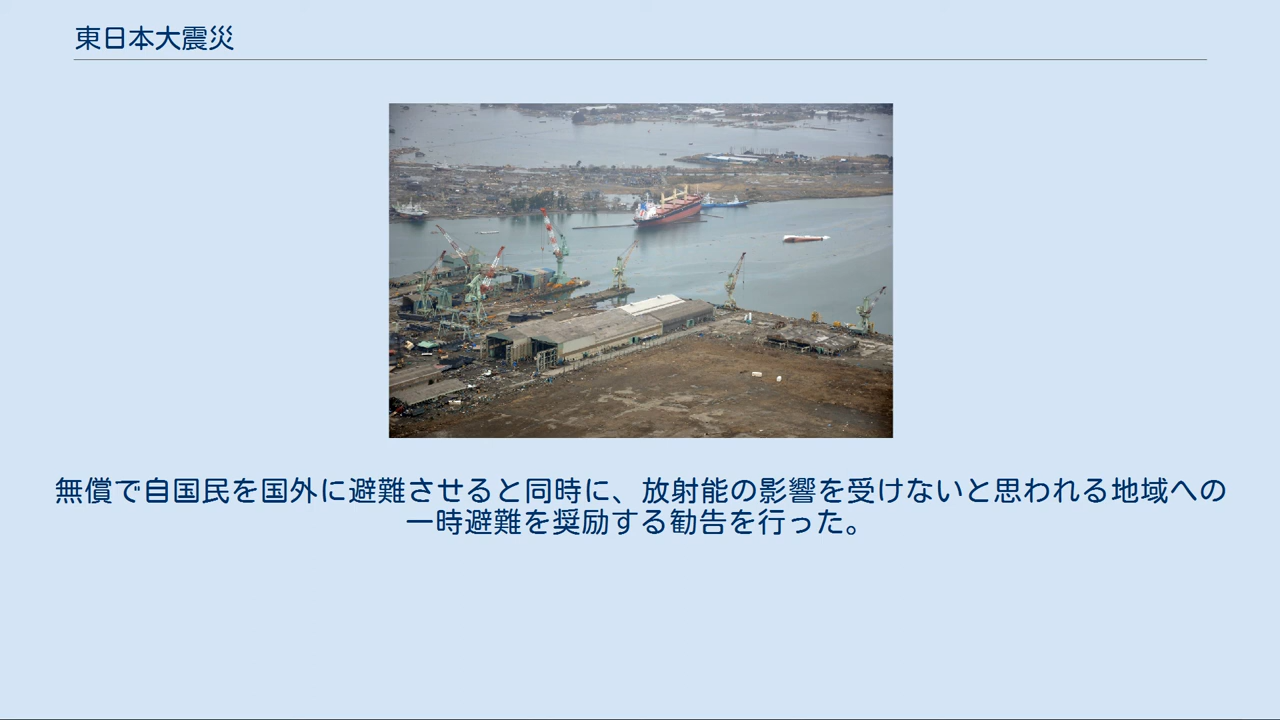 東日本大震災
無償で自国民を国外に避難させると同時に、放射能の影響を受けないと思われる地域への
一時避難を奨励する勧告を行った。